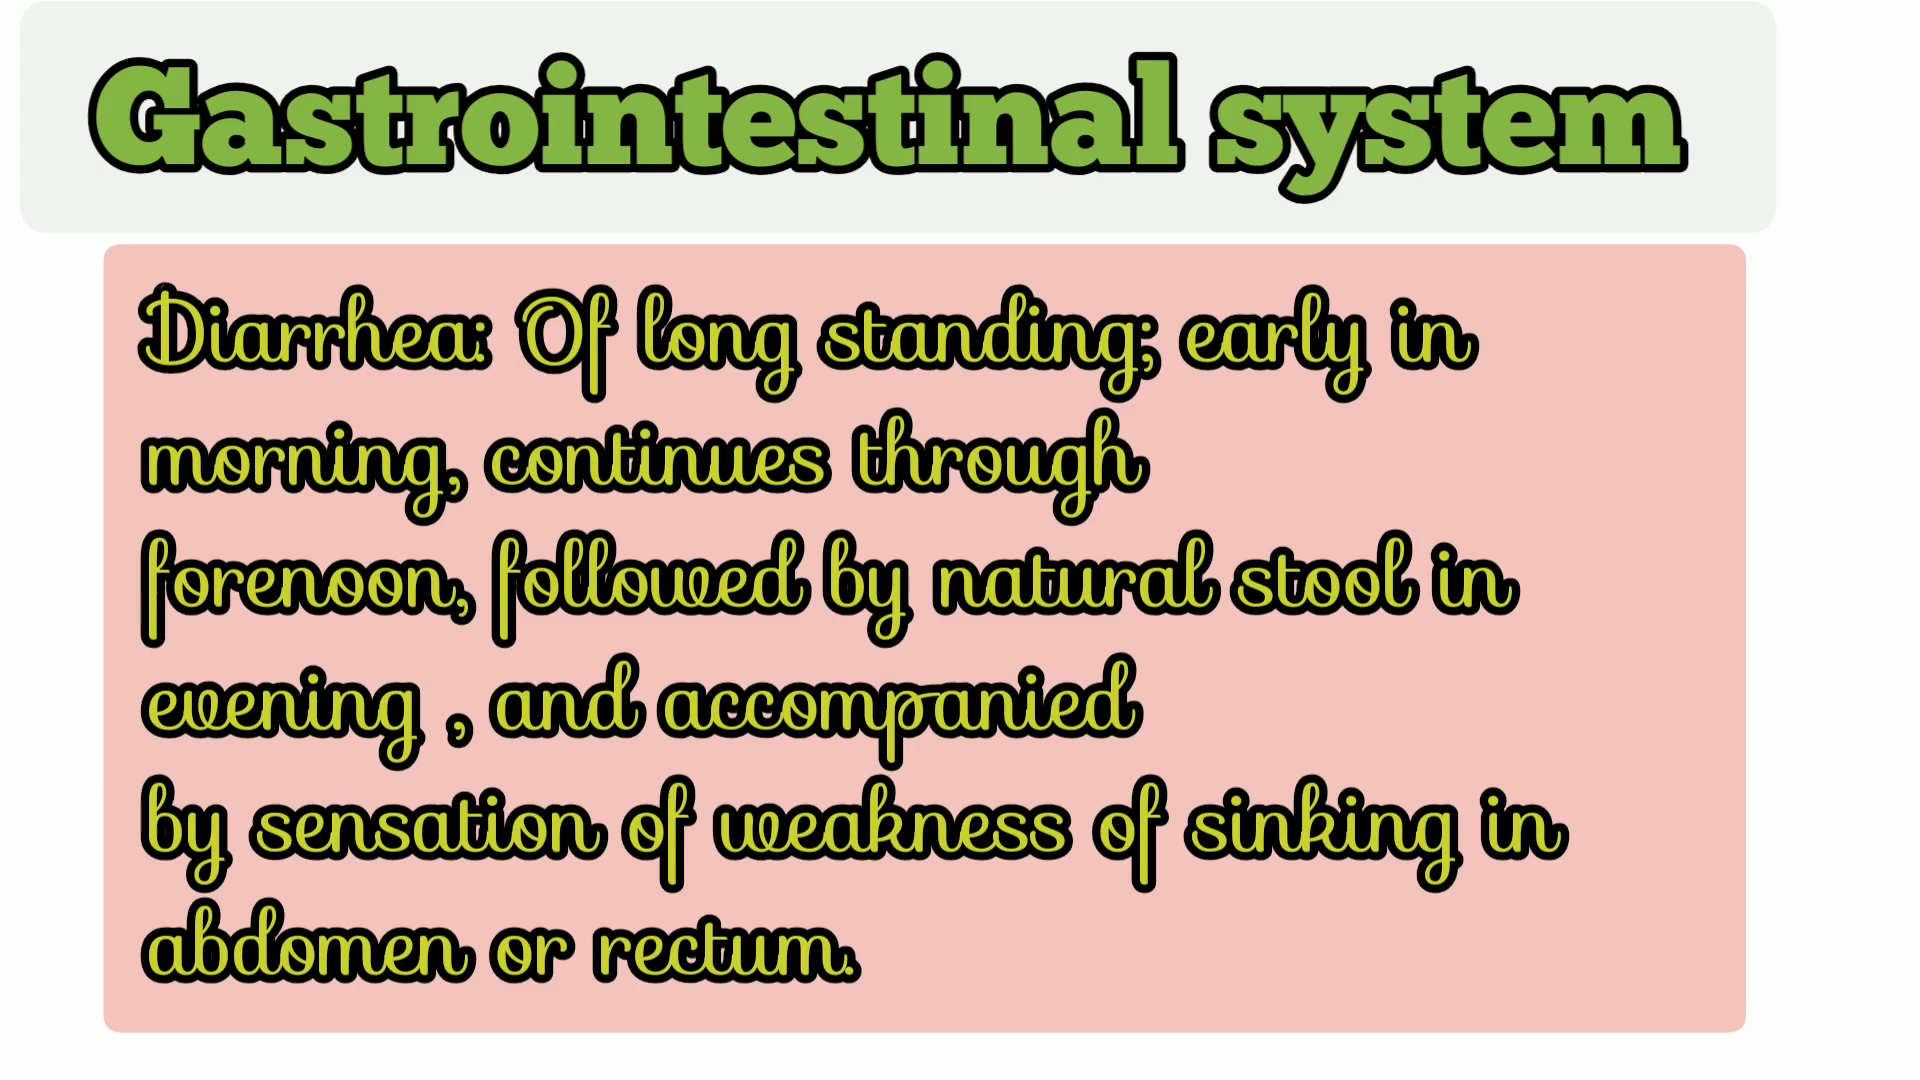 Gastrointestinal system
Diarrhea: Of long standing; early in
morning, continues through
forenoon, followed by natural stool in
evening , and accompanied
by sensation of weakness of sinking in
abdomen or rectum.